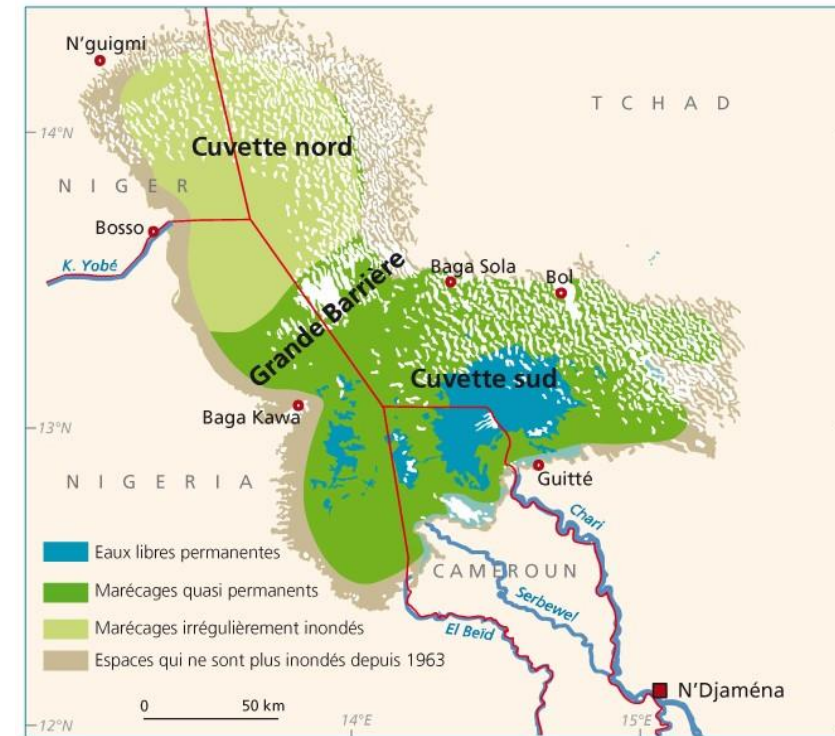 N'guigmi
TCHAD
14°N
Cuvette nord
NIGER
Bosso
K. Yobé
Baga Sola
Bol
Grande Barrière
Cuvette sud
Baga Kawa
13°N
Guitté
NIGERIA
Chari
Eaux libres permanentes
CAMEROUN
Marécages quasi permanents
Serbewel
Marécages irrégulièrement inondés
El Beïd
Espaces qui ne sont plus inondés depuis 1963
N'Djaména
0 50 km
12°N
14°E
15°E